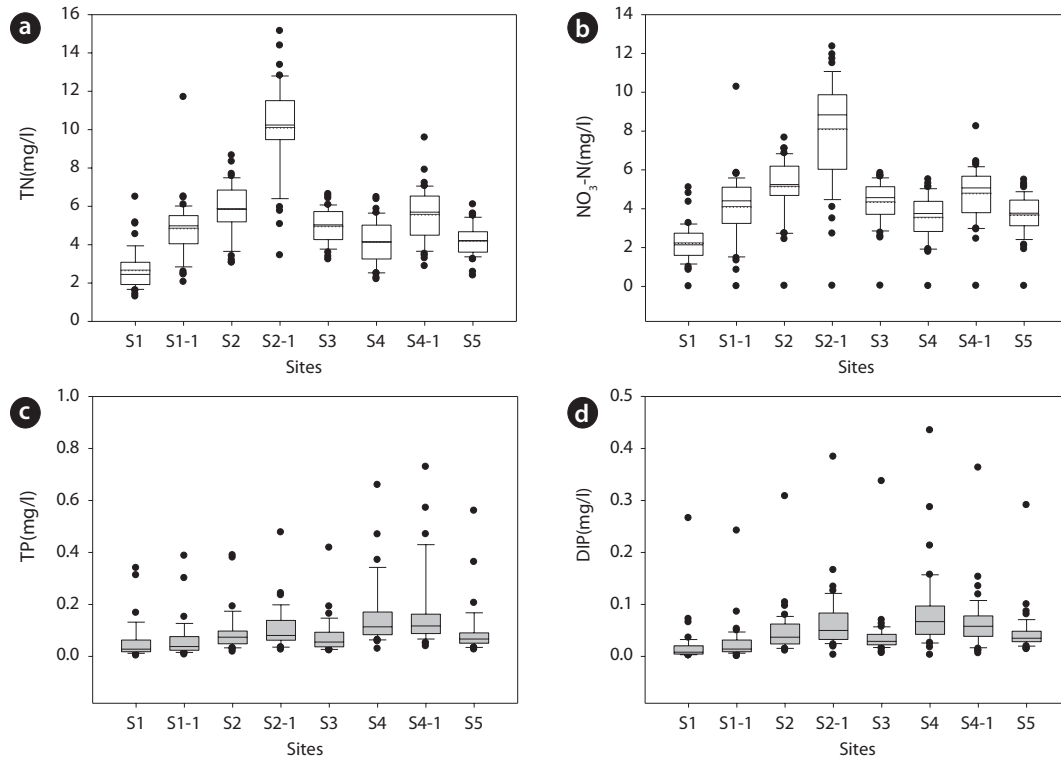 a
TN(mg/l)
16
14
12
10
8
6
4
2
0
S1 S1-1 S2 S2-1 S3 S4 S4-1 S5
Sites
b
NO3-N(mg/l)
14
12
10
8
6
4
2
0
S1 S1-1 S2 S2-1 S3 S4 S4-1 S5
Sites
c
TP(mg/l)
1.0
0.8
0.6
0.4
0.2
0.0
S1 S1-1 S2 S2-1 S3 S4 S4-1 S5
Sites
d
DIP(mg/l)
0.5
0.4
0.3
0.2
0.1
0.0
S1 S1-1 S2 S2-1 S3 S4 S4-1 S5
Sites